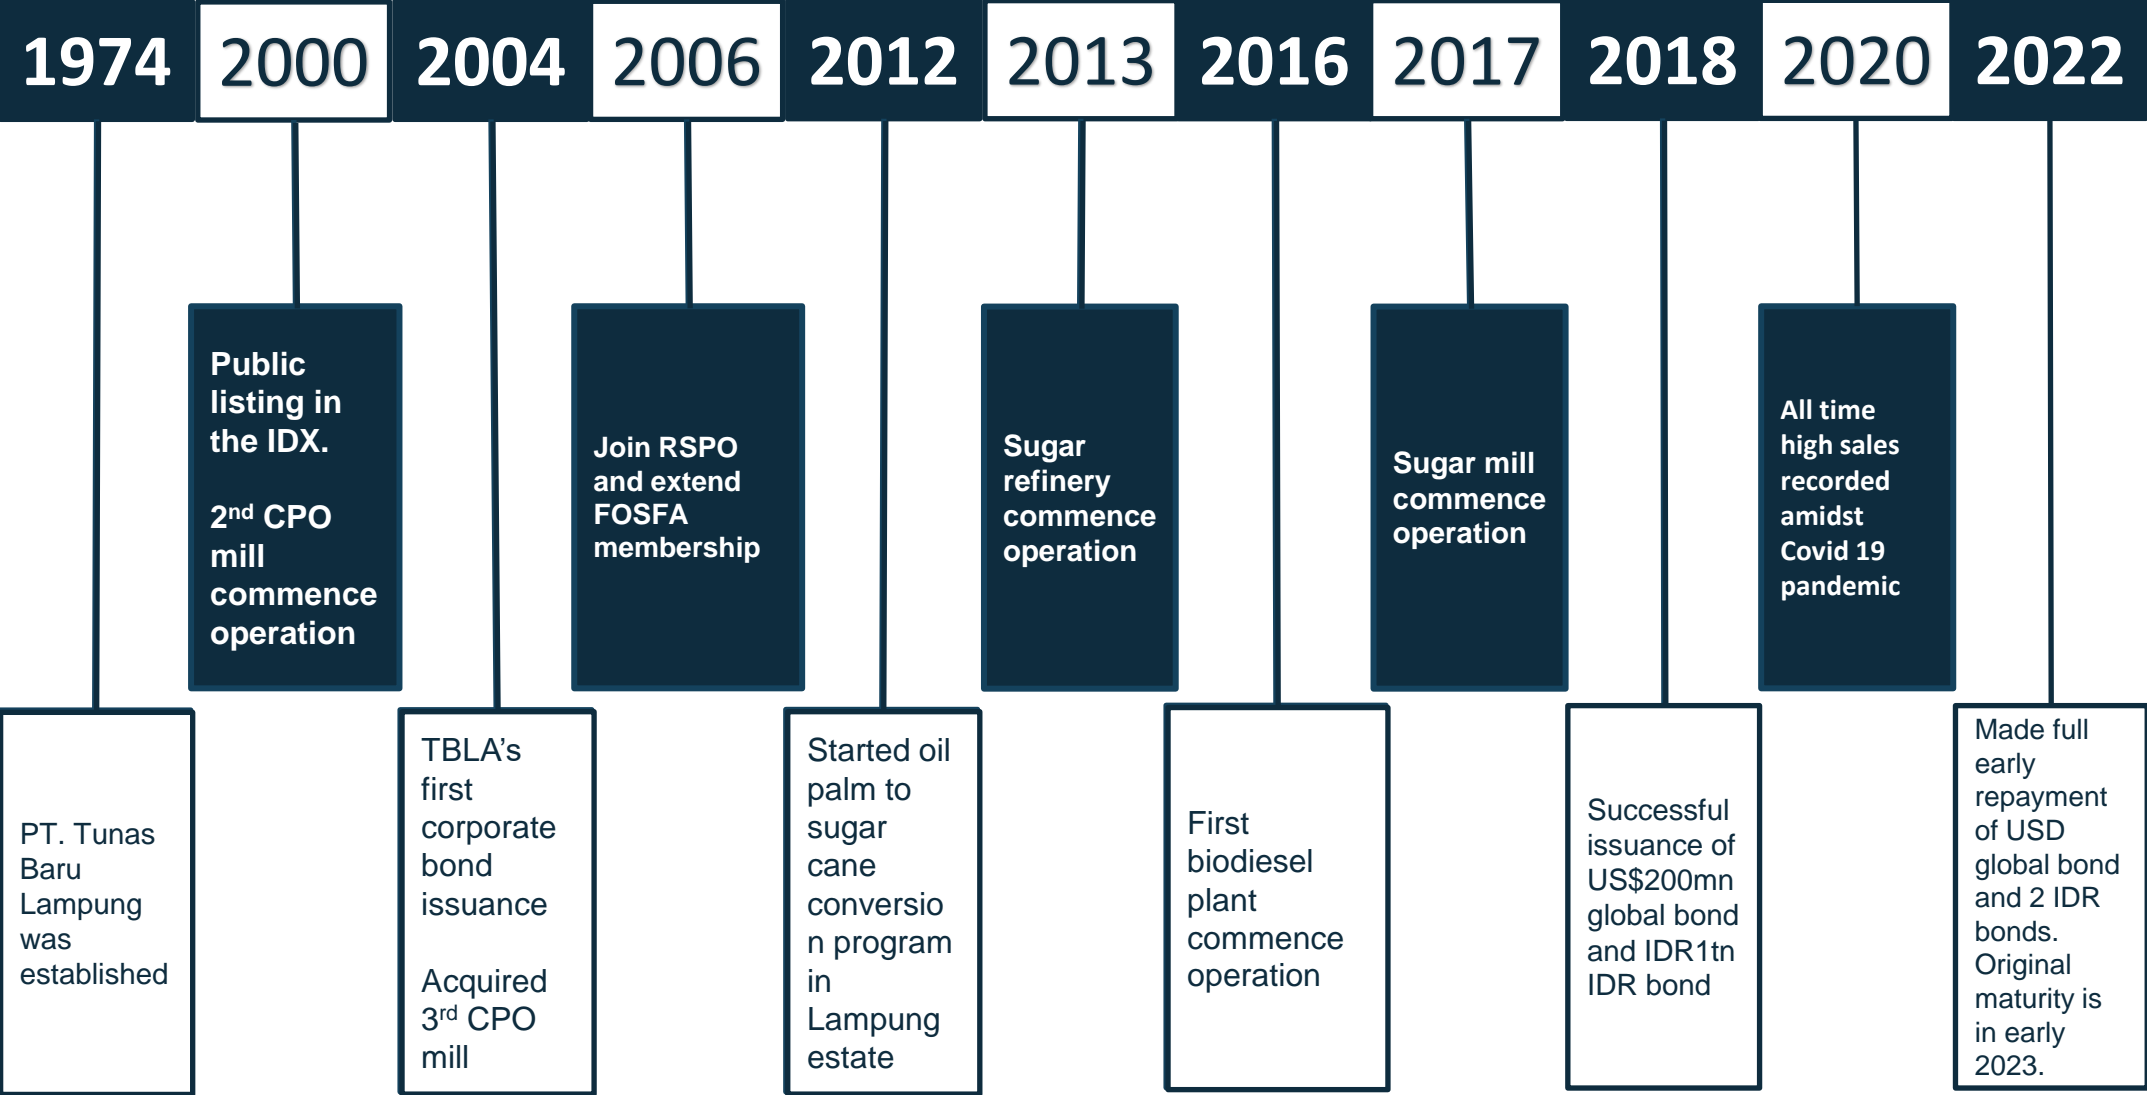 1974 2000 2004 2006 2012 2013 2016 2017 2018 2020 2022
PT. Tunas
Baru
Lampung
was
established
Public
listing in
the IDX.
2nd CPO
mill
commence
operation
TBLA’s
first
corporate
bond
issuance
Acquired
3rd CPO
mill
Join RSPO
and extend
FOSFA
membership
Started oil
palm to
sugar
cane
conversio
n program
in
Lampung
estate
Sugar
refinery
commence
operation
First
biodiesel
plant
commence
operation
Sugar mill
commence
operation
Successful
issuance of
US$200mn
global bond
and IDR1tn
IDR bond
All time
high sales
recorded
amidst
Covid 19
pandemic
Made full
early
repayment
of USD
global bond
and 2 IDR
bonds.
Original
maturity is
in early
2023.